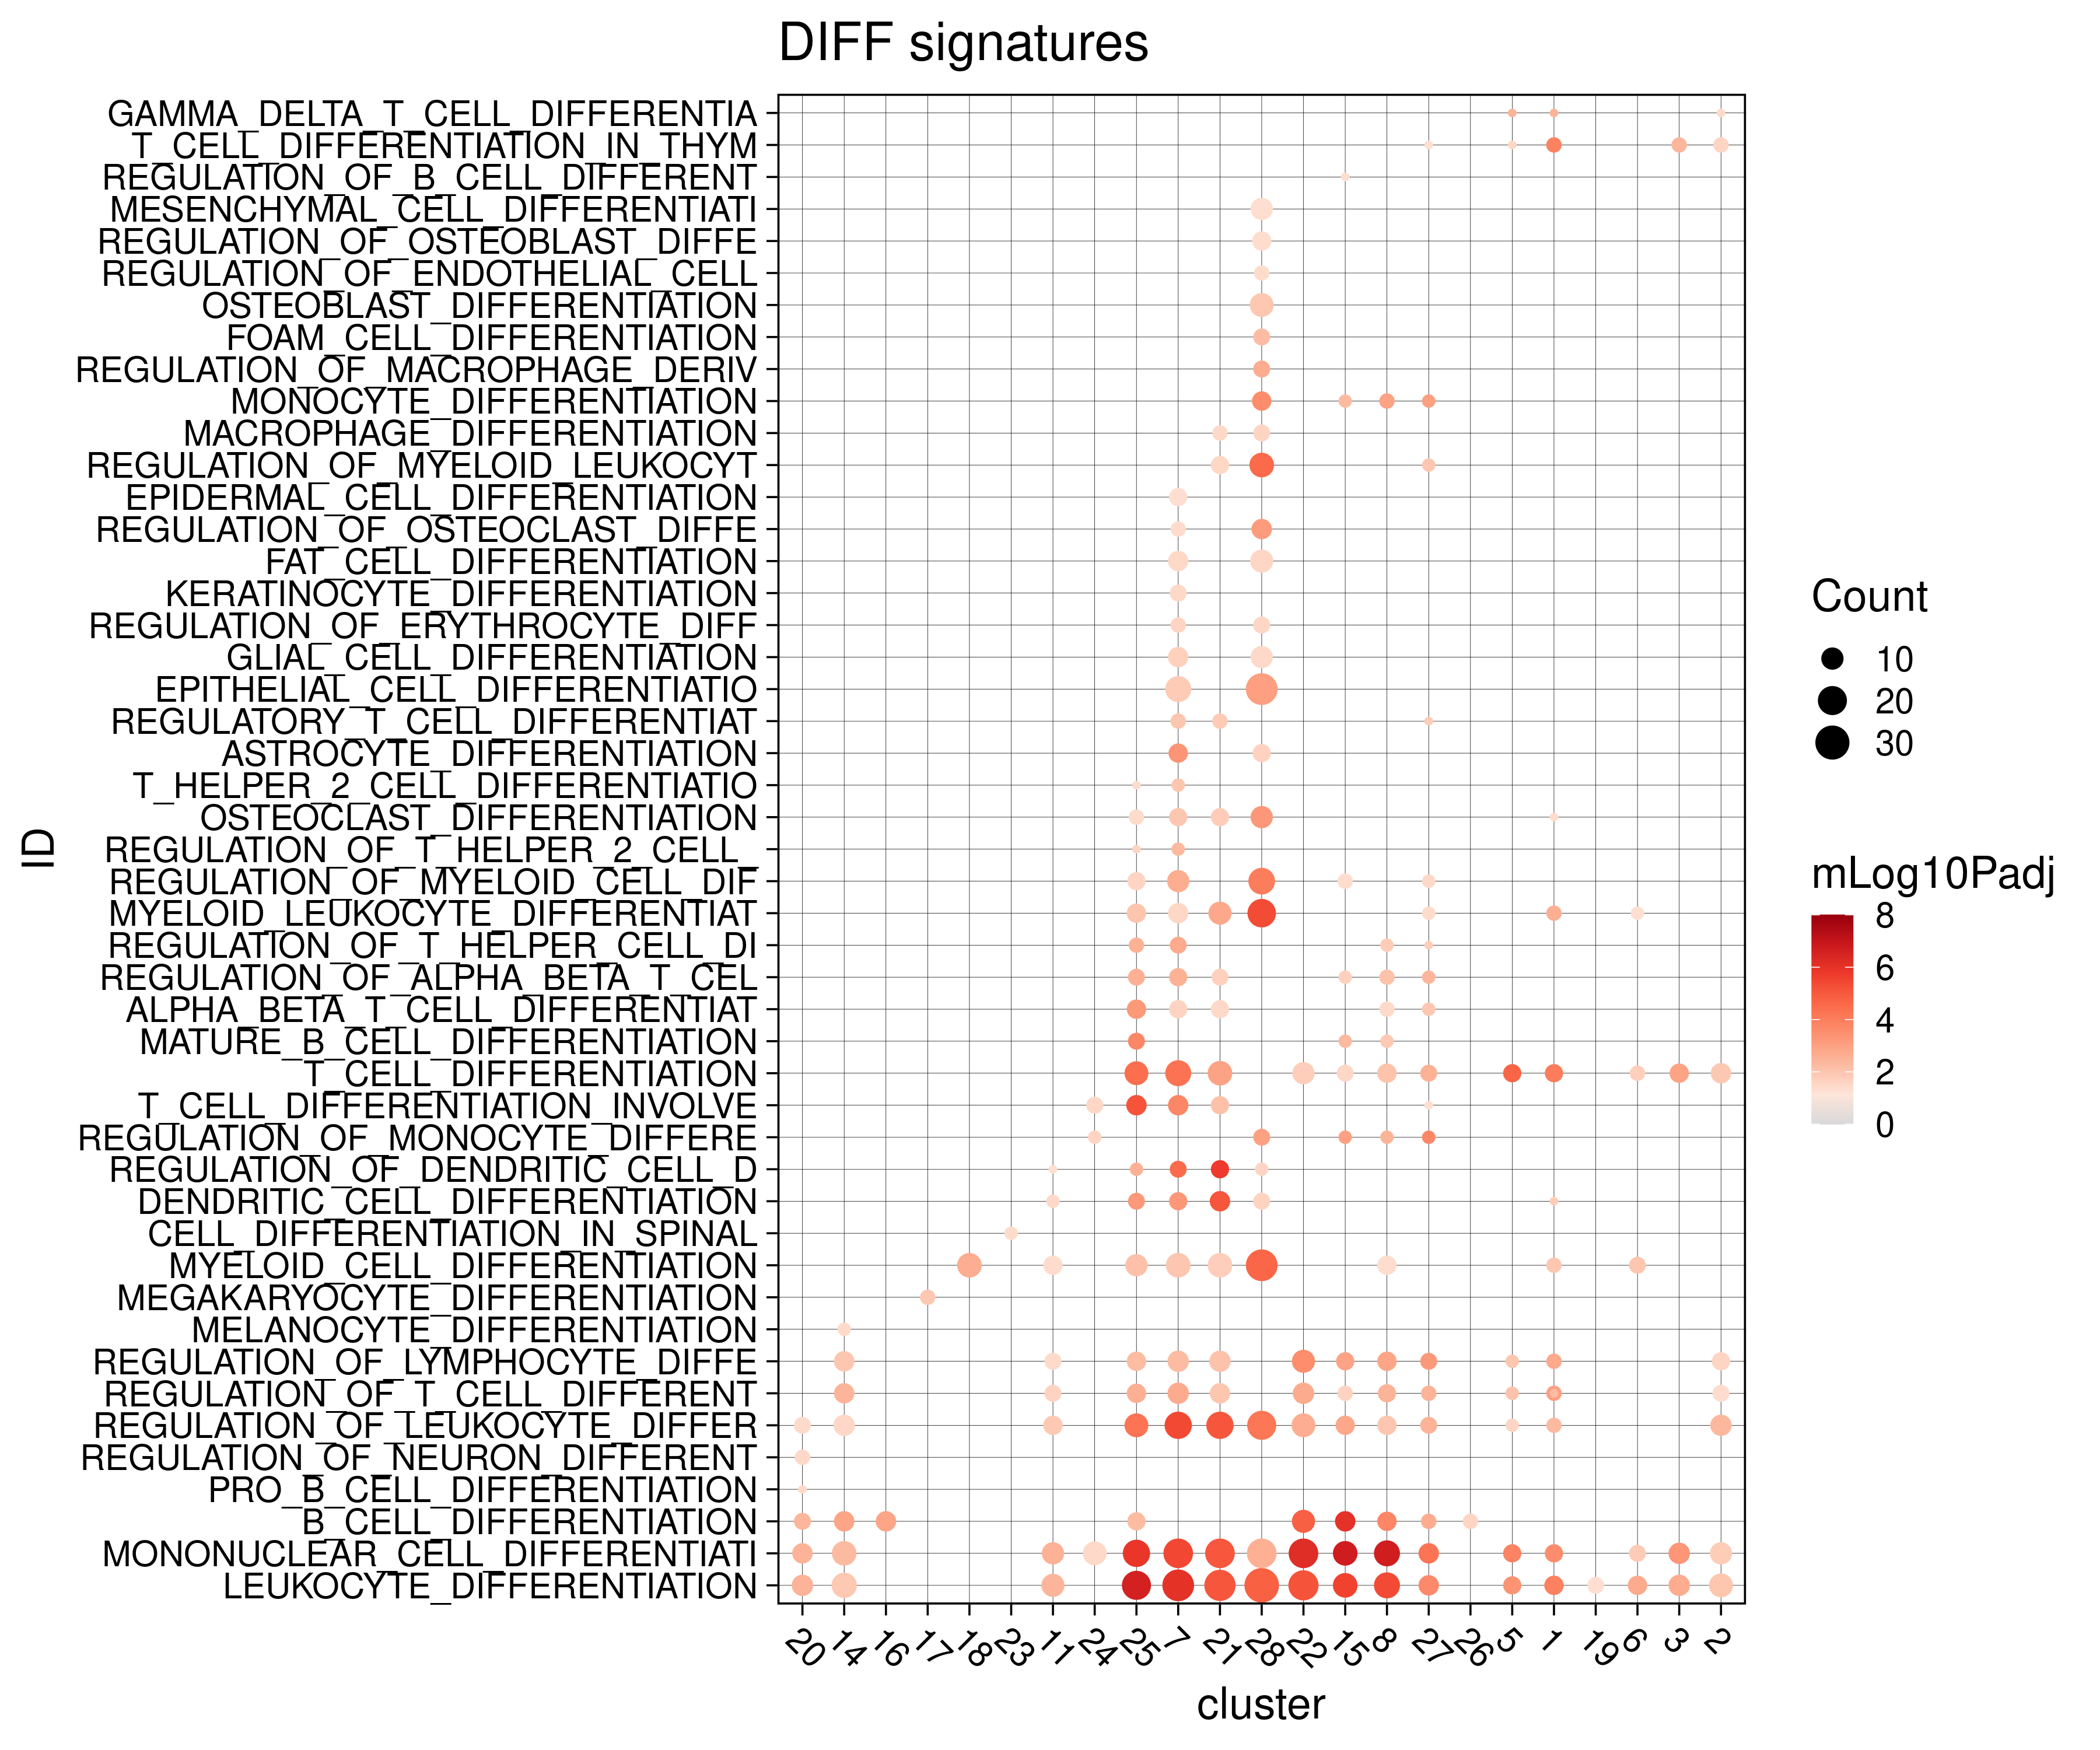 DIFF signatures
GAMMA_DELTA_T_CELL_DIFFERENTIA
T_CELL_DIFFERENTIATION_IN_THYM
REGULATION_OF_B_CELL_DIFFERENT
MESENCHYMAL_CELL_DIFFERENTIATI
REGULATION_OF_OSTEOBLAST_DIFFE
REGULATION_OF_ENDOTHELIAL_CELL
OSTEOBLAST_DIFFERENTIATION
FOAM_CELL_DIFFERENTIATION
REGULATION_OF_MACROPHAGE_DERIV
MONOCYTE_DIFFERENTIATION
MACROPHAGE_DIFFERENTIATION
REGULATION_OF_MYELOID_LEUKOCYT
EPIDERMAL_CELL_DIFFERENTIATION
REGULATION_OF_OSTEOCLAST_DIFFE
FAT_CELL_DIFFERENTIATION
KERATINOCYTE_DIFFERENTIATION
REGULATION_OF_ERYTHROCYTE_DIFF
GLIAL_CELL_DIFFERENTIATION
EPITHELIAL_CELL_DIFFERENTIATIO
REGULATORY_T_CELL_DIFFERENTIAT
ASTROCYTE_DIFFERENTIATION
T_HELPER_2_CELL_DIFFERENTIATIO
OSTEOCLAST_DIFFERENTIATION
REGULATION_OF_T_HELPER_2_CELL_
REGULATION_OF_MYELOID_CELL_DIF
MYELOID_LEUKOCYTE_DIFFERENTIAT
REGULATION_OF_T_HELPER_CELL_DI
REGULATION_OF_ALPHA_BETA_T_CEL
ALPHA_BETA_T_CELL_DIFFERENTIAT
MATURE_B_CELL_DIFFERENTIATION
T_CELL_DIFFERENTIATION
T_CELL_DIFFERENTIATION_INVOLVE
REGULATION_OF_MONOCYTE_DIFFERE
REGULATION_OF_DENDRITIC_CELL_D
DENDRITIC_CELL_DIFFERENTIATION
CELL_DIFFERENTIATION_IN_SPINAL
MYELOID_CELL_DIFFERENTIATION
MEGAKARYOCYTE_DIFFERENTIATION
MELANOCYTE_DIFFERENTIATION
REGULATION_OF_LYMPHOCYTE_DIFFE
REGULATION_OF_T_CELL_DIFFERENT
REGULATION_OF_LEUKOCYTE_DIFFER
REGULATION_OF_NEURON_DIFFERENT
PRO_B_CELL_DIFFERENTIATION
B_CELL_DIFFERENTIATION
MONONUCLEAR_CELL_DIFFERENTIATI
LEUKOCYTE_DIFFERENTIATION
ID
20 14 16 17 18 23 11 24 25 7 21 28 22 15 8 27 26 5 1 19 6 3 2
cluster
Count
10
20
30
mLog10Padj
8
6
4
2
0